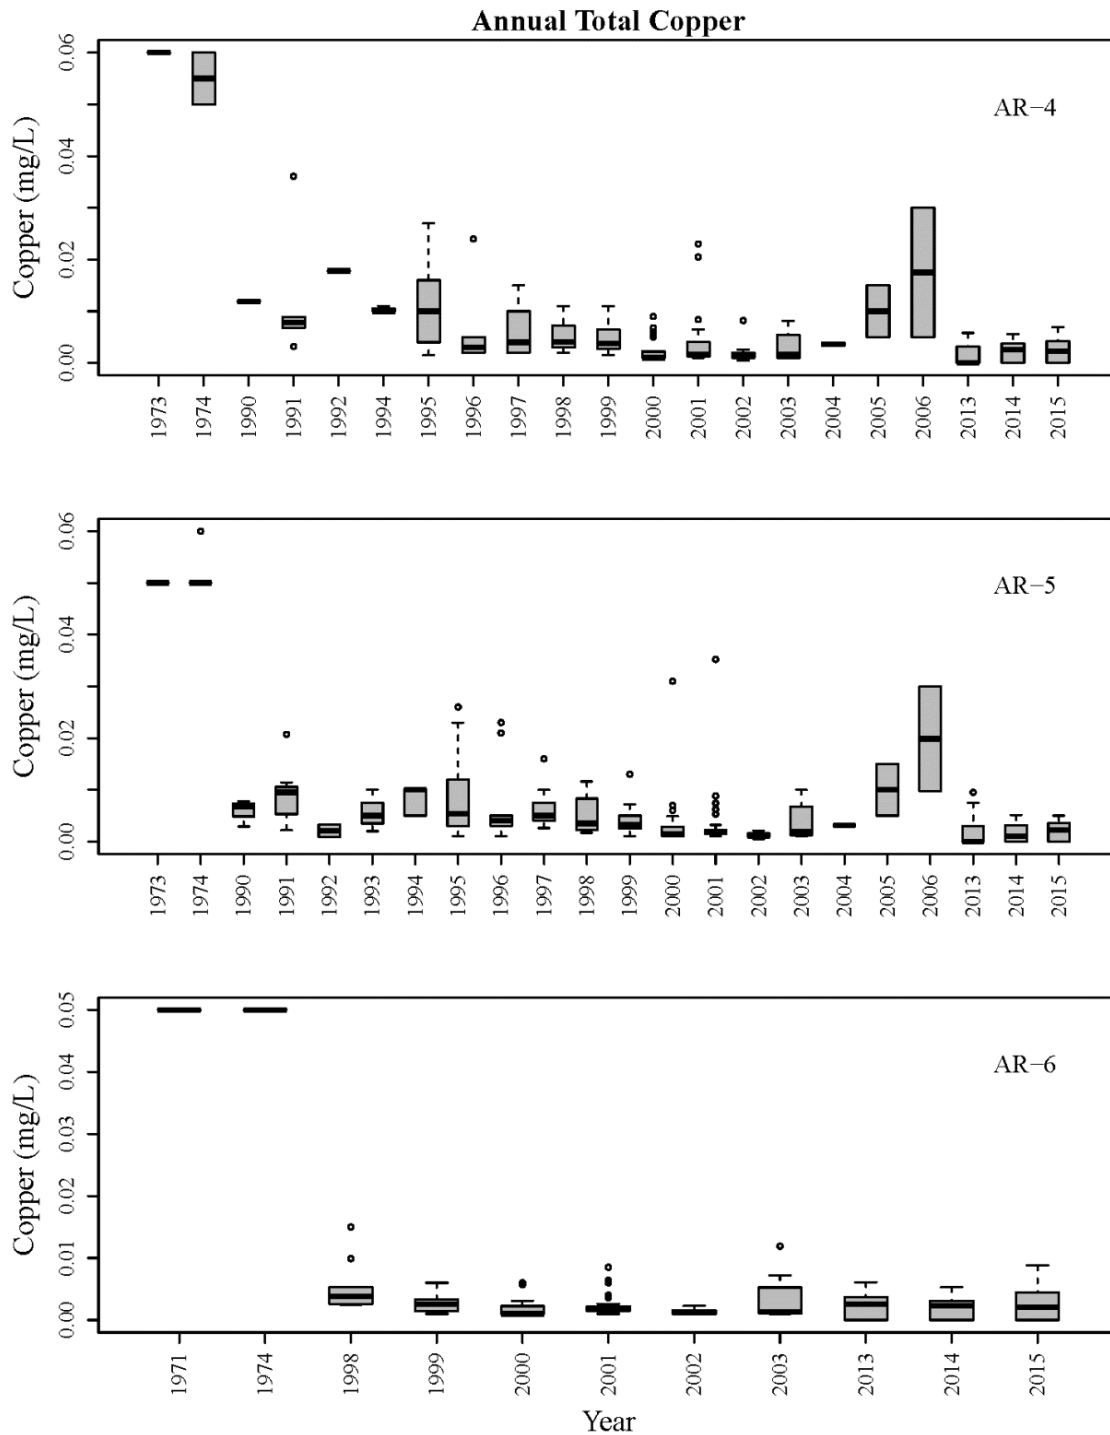 Annual Total Copper
Copper (mg/L)
0.06
0.04
0.02
0.00
AR−4
1973 1974 1990 1991 1992 1994 1995 1996 1997 1998 1999 2000 2001 2002 2003 2004 2005 2006 2013 2014 2015
Copper (mg/L)
0.06
0.04
0.02
0.00
AR−5
1973 1974 1990 1991 1992 1993 1994 1995 1996 1997 1998 1999 2000 2001 2002 2003 2004 2005 2006 2013 2014 2015
Copper (mg/L)
0.05
0.04
0.03
0.02
0.01
0.00
AR−6
1971 1974 1998 1999 2000 2001 2002 2003 2013 2014 2015
Year